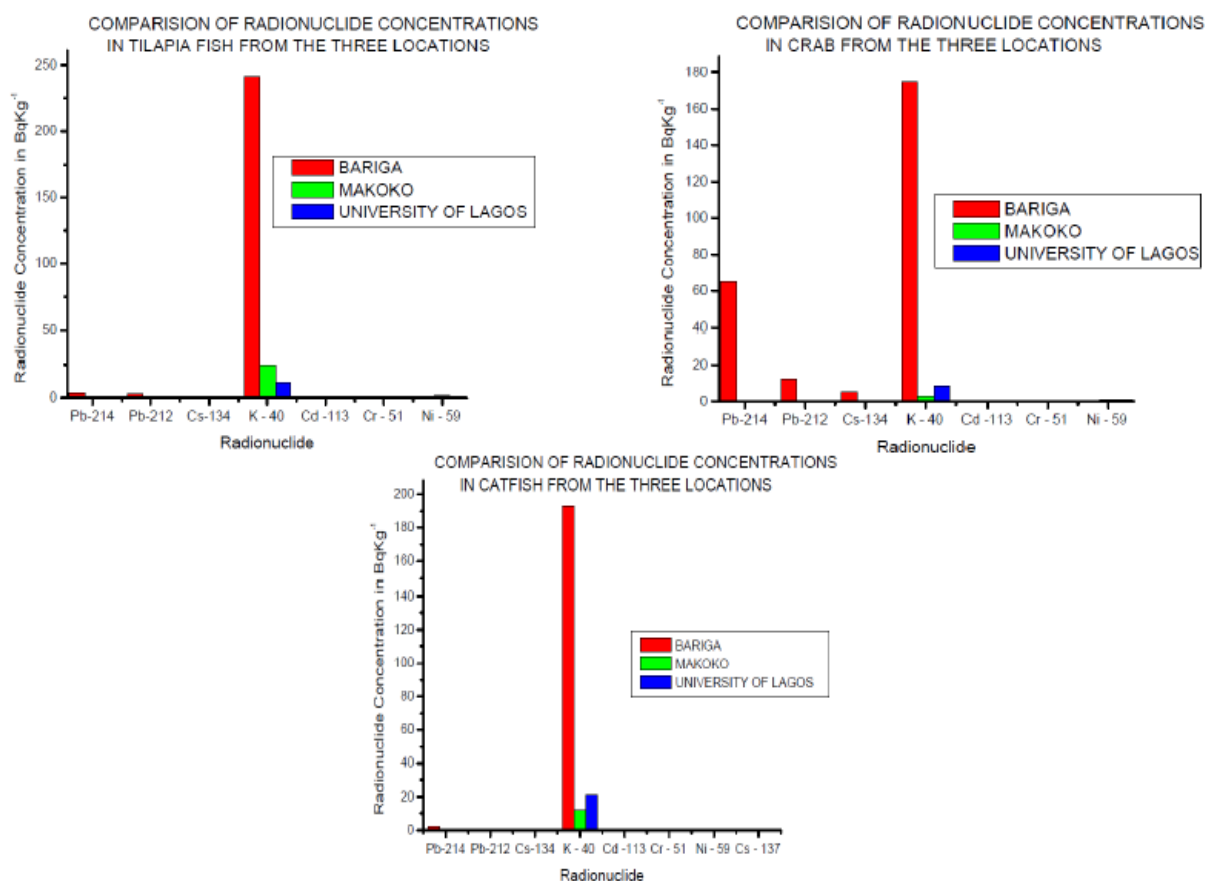 COMPARISION OF RADIONUCLIDE CONCENTRATIONS
IN TILAPIA FISH FROM THE THREE LOCATIONS
Radionuclide Concentration in BqKg⁻¹
250
200
150
100
50
0
BARIGA
MAKOKO
UNIVERSITY OF LAGOS
Pb-214 Pb-212 Cs-134 K - 40 Cd -113 Cr - 51 Ni - 59
Radionuclide
COMPARISION OF RADIONUCLIDE CONCENTRATIONS
IN CRAB FROM THE THREE LOCATIONS
Radionuclide Concentration in BqKg⁻¹
180
160
140
120
100
80
60
40
20
0
BARIGA
MAKOKO
UNIVERSITY OF LAGOS
Pb-214 Pb-212 Cs-134 K - 40 Cd -113 Cr - 51 Ni - 59
Radionuclide
COMPARISION OF RADIONUCLIDE CONCENTRATIONS
IN CATFISH FROM THE THREE LOCATIONS
Radionuclide Concentration in BqKg⁻¹
200
180
160
140
120
100
80
60
40
20
0
BARIGA
MAKOKO
UNIVERSITY OF LAGOS
Pb-214 Pb-212 Cs-134 K - 40 Cd -113 Cr - 51 Ni - 59 Cs - 137
Radionuclide